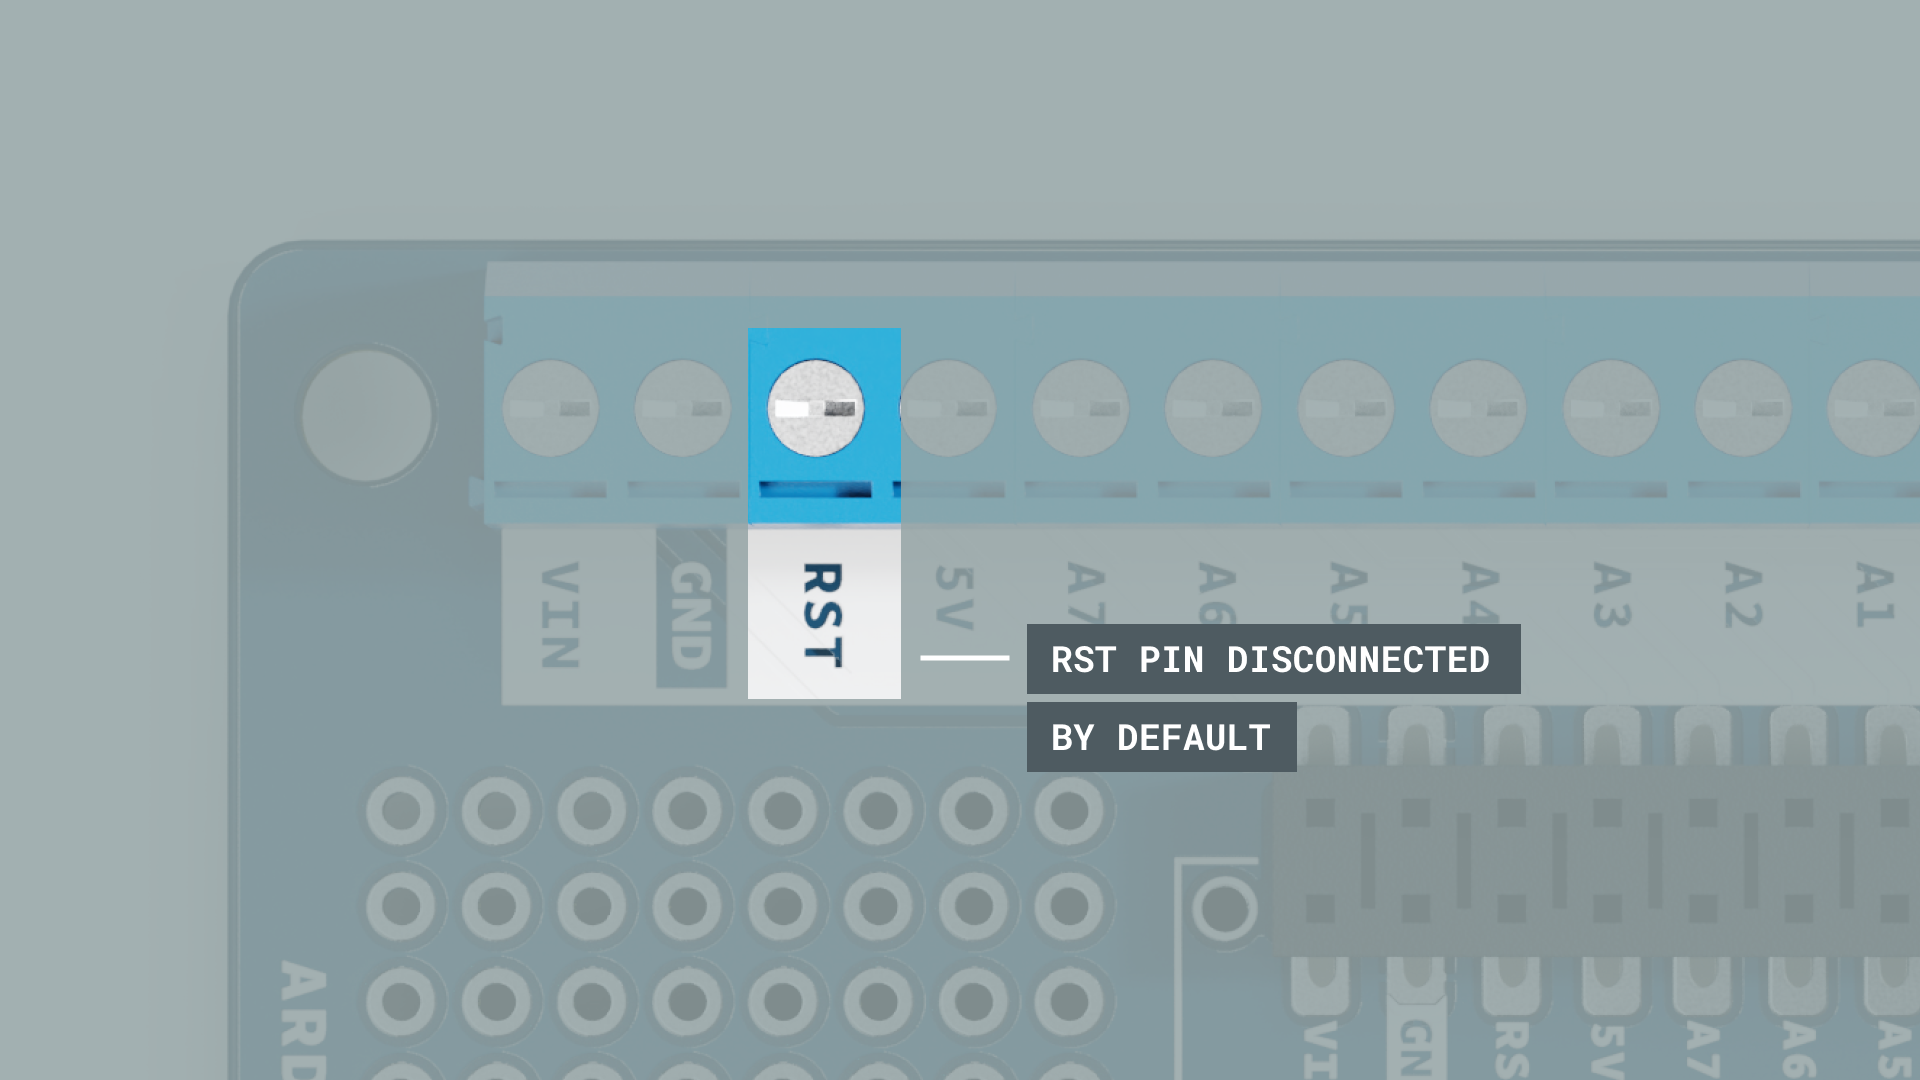 VIN
GND
RST
5V
A7
A6
A5
A4
A3
A2
A1
RST PIN DISCONNECTED
BY DEFAULT
ARD
VI
GN
RS
5V
A7
A6
A5